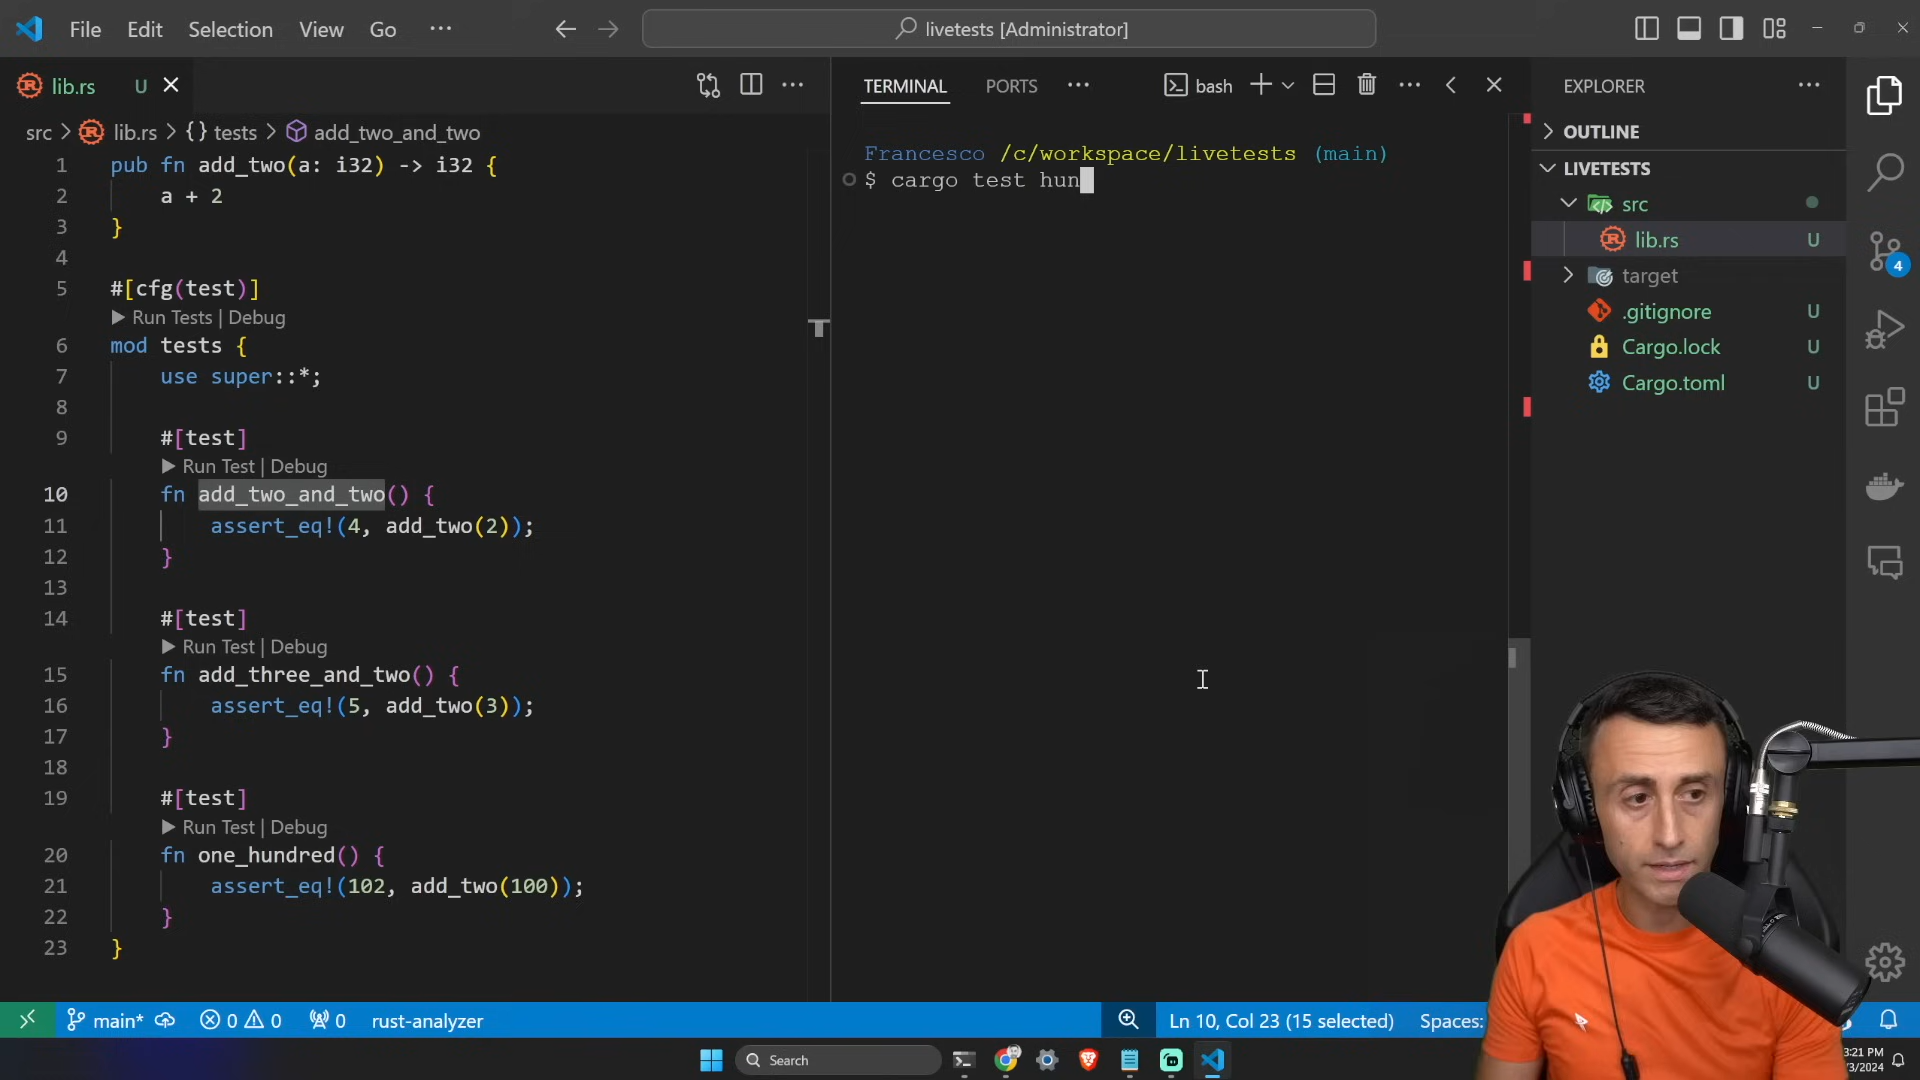 File Edit Selection View Go ··· livetests [Administrator]
lib.rs U
src > lib.rs > {} tests > add_two_and_two
1 pub fn add_two(a: i32) -> i32 {
2 a + 2
3 }
4
5 #[cfg(test)]
Run Tests | Debug
6 mod tests {
7 use super::*;
8
9 #[test]
Run Test | Debug
10 fn add_two_and_two() {
11 assert_eq!(4, add_two(2));
12 }
13
14 #[test]
Run Test | Debug
15 fn add_three_and_two() {
16 assert_eq!(5, add_two(3));
17 }
18
19 #[test]
Run Test | Debug
20 fn one_hundred() {
21 assert_eq!(102, add_two(100));
22 }
23 }
TERMINAL PORTS ··· bash
Francesco /c/workspace/livetests (main)
$ cargo test hun
EXPLORER
OUTLINE
LIVETESTS
src
lib.rs U
target
.gitignore U
Cargo.lock U
Cargo.toml U
4
main* 0 0 0 rust-analyzer Ln 10, Col 23 (15 selected) Spaces:
Search
3:21 PM
/3/2024